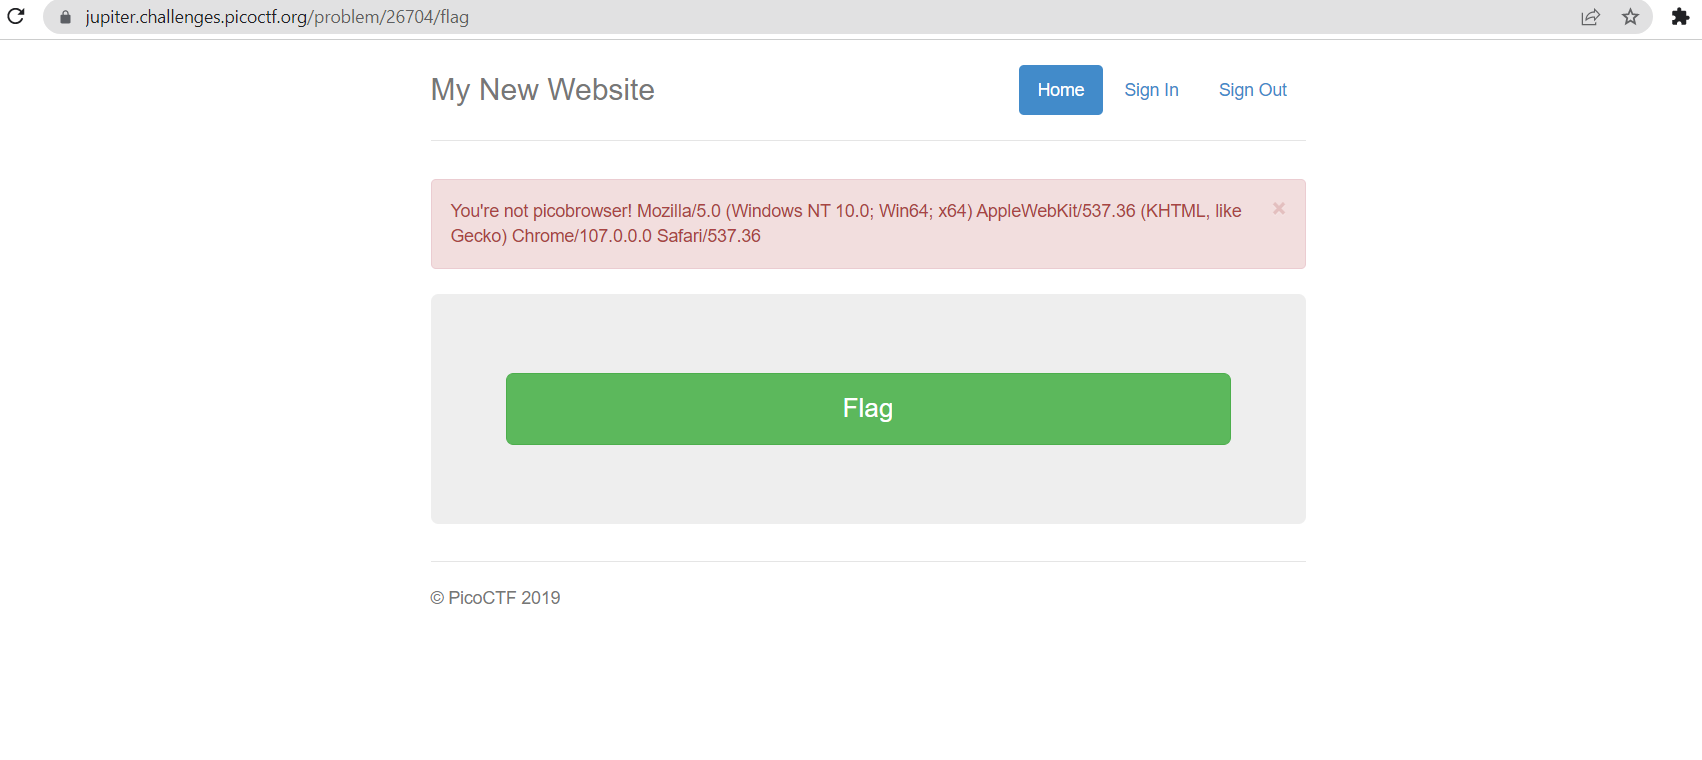 jupiter.challenges.picoctf.org/problem/26704/flag
My New Website
Home
Sign In
Sign Out
You're not picobrowser! Mozilla/5.0 (Windows NT 10.0; Win64; x64) AppleWebKit/537.36 (KHTML, like
Gecko) Chrome/107.0.0.0 Safari/537.36
×
Flag
© PicoCTF 2019